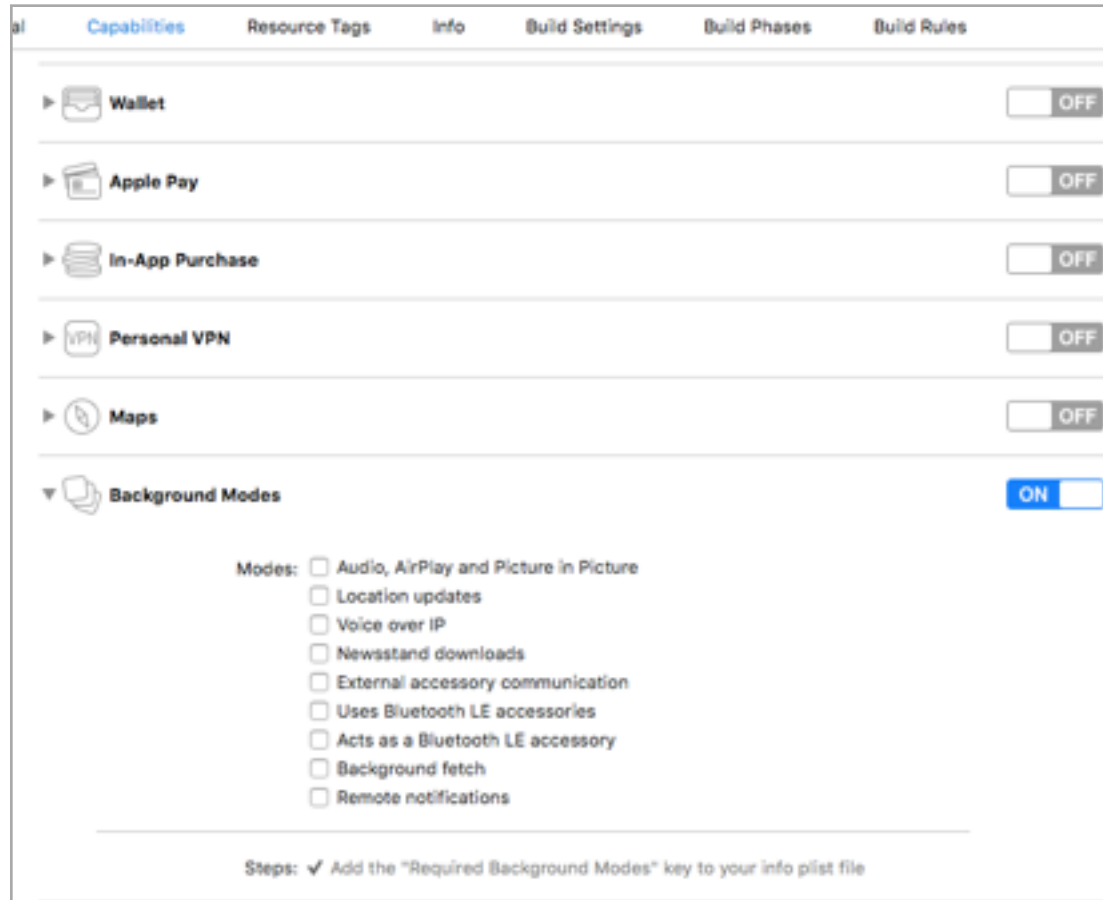 al Capabilities Resource Tags Info Build Settings Build Phases Build Rules
Wallet OFF
Apple Pay OFF
In-App Purchase OFF
VPN Personal VPN OFF
Maps OFF
Background Modes ON
Modes: Audio, AirPlay and Picture in Picture
Location updates
Voice over IP
Newsstand downloads
External accessory communication
Uses Bluetooth LE accessories
Acts as a Bluetooth LE accessory
Background fetch
Remote notifications
Steps: ✓ Add the "Required Background Modes" key to your info plist file